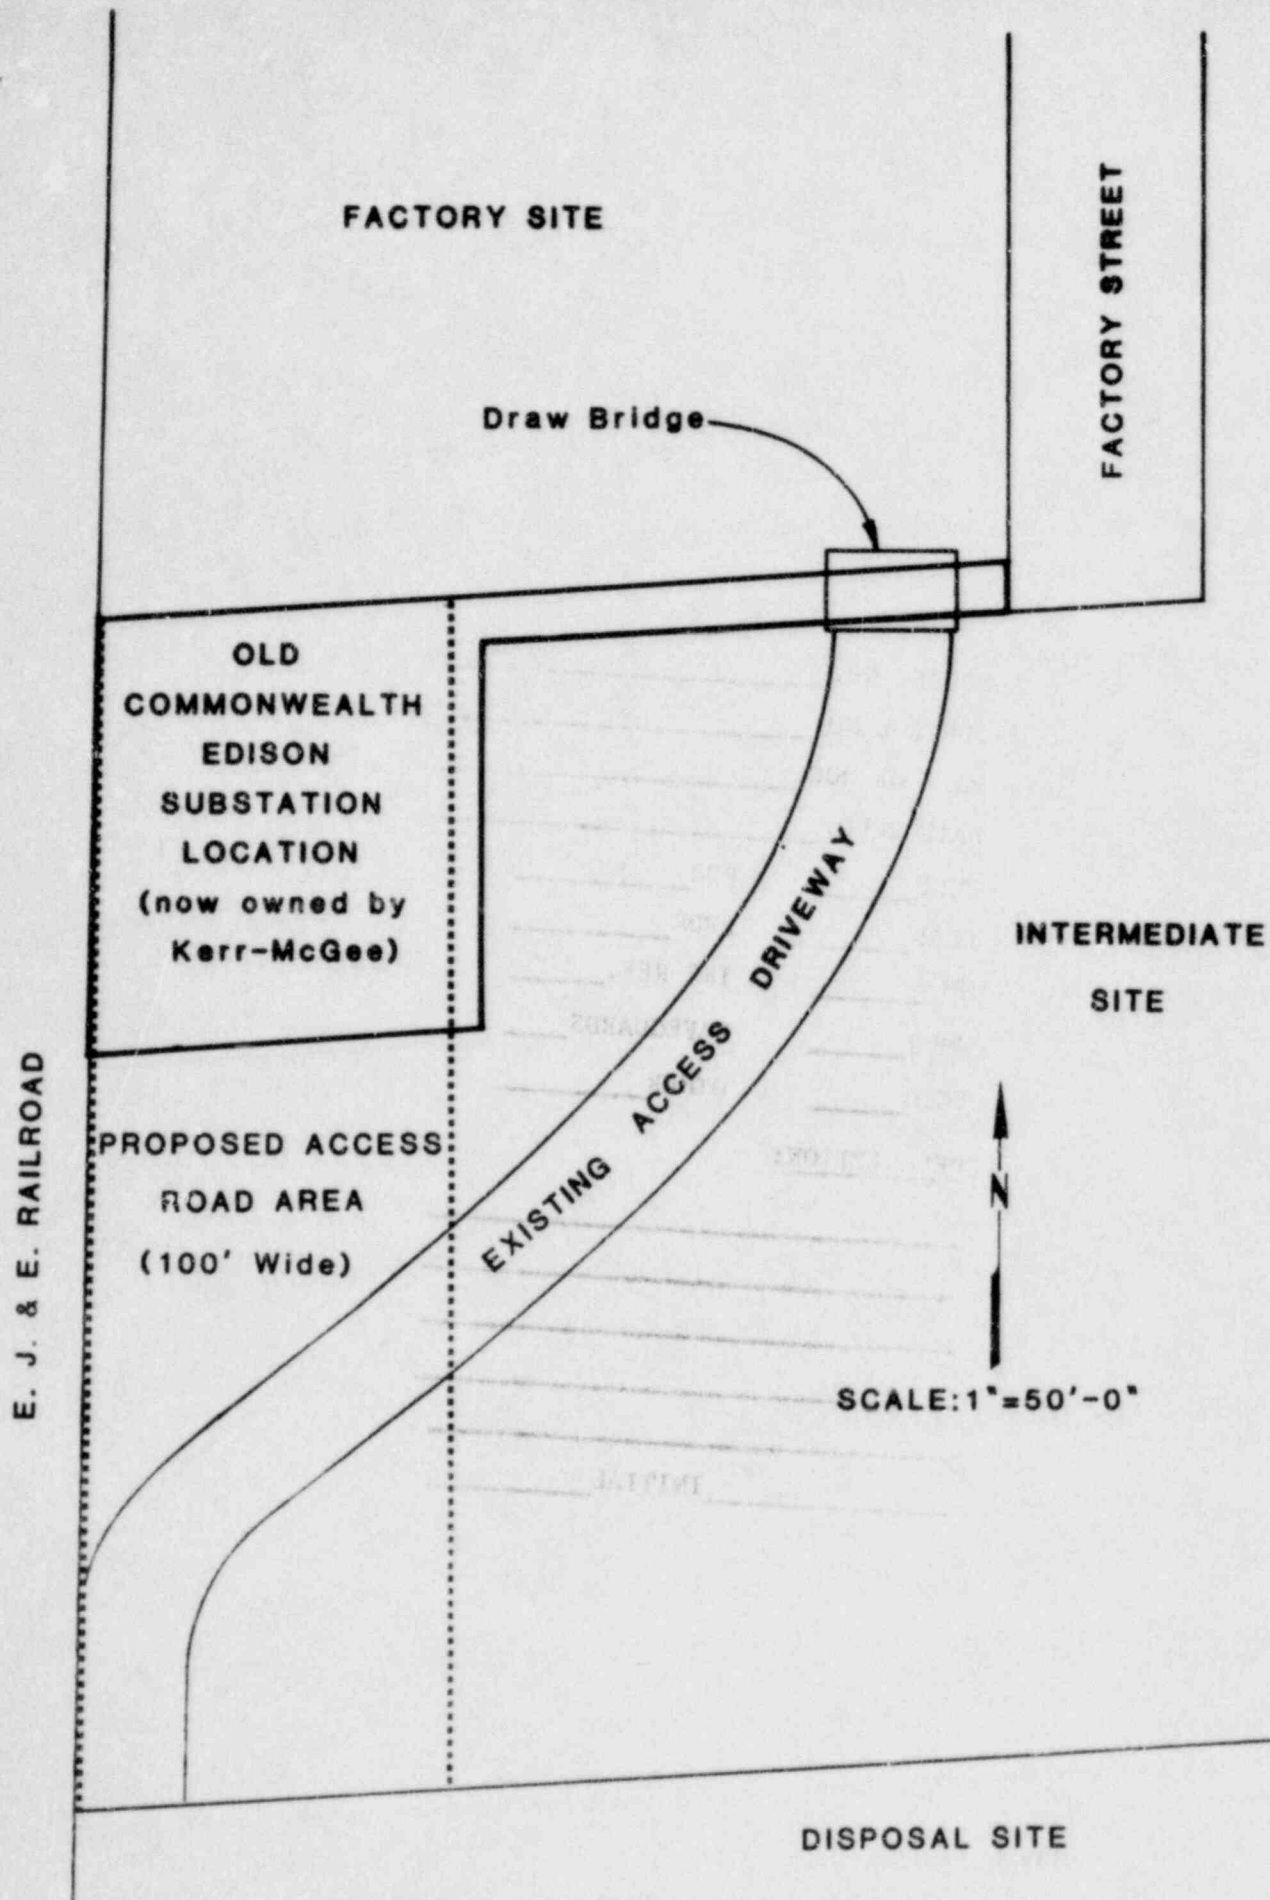 FACTORY SITE
FACTORY STREET
Draw Bridge
OLD
COMMONWEALTH
EDISON
SUBSTATION
LOCATION
(now owned by
Kerr-McGee)
EXISTING ACCESS DRIVEWAY
INTERMEDIATE
SITE
E. J. & E. RAILROAD
PROPOSED ACCESS
ROAD AREA
(100' Wide)
N
SCALE: 1"=50'-0"
DISPOSAL SITE